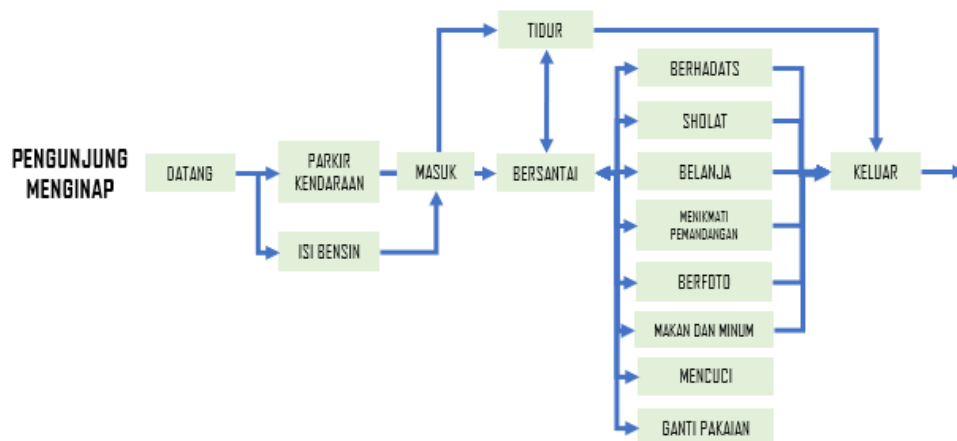 TIDUR
BERHADATS
SHOLAT
PENGUNJUNG
MENGINAP
DATANG
PARKIR
KENDARAAN
MASUK
BERSANTAI
BELANJA
KELUAR
MENIKMATI
PEMANDANGAN
ISI BENSIN
BERFOTO
MAKAN DAN MINUM
MENCUCI
GANTI PAKAIAN